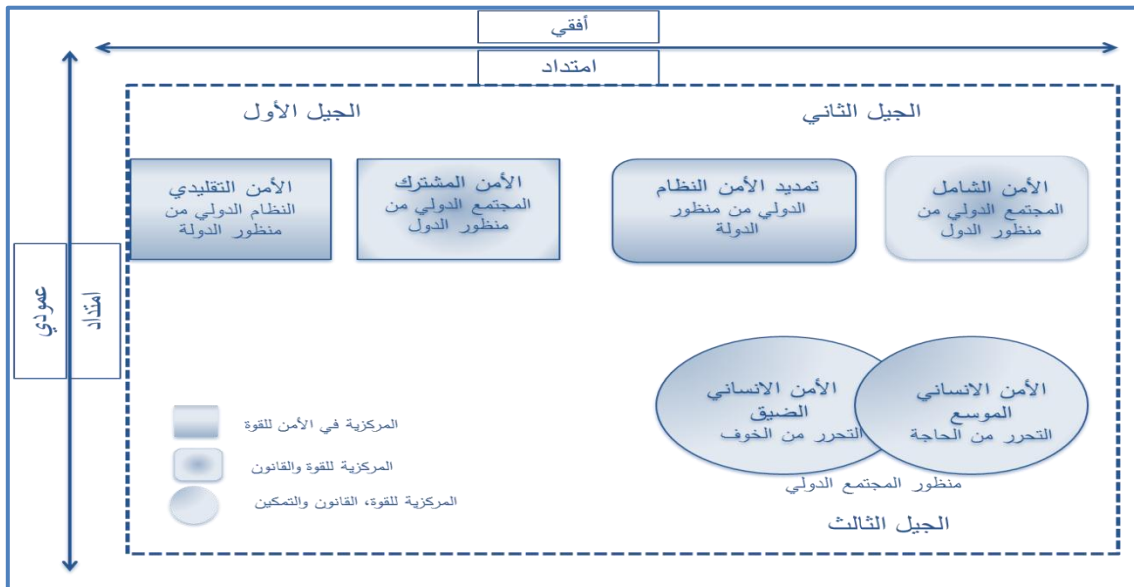 أفقي
امتداد
الجيل الأول
الجيل الثاني
الأمن التقليدي
النظام الدولي من
منظور الدولة
الأمن المشترك
المجتمع الدولي من
منظور الدول
تمديد الأمن النظام
الدولي من منظور
الدولة
الأمن الشامل
المجتمع الدولي من
منظور الدول
عمودي
امتداد
الأمن الانساني
الضيق
التحرر من الخوف
الأمن الانساني
الموسع
التحرر من الحاجة
منظور المجتمع الدولي
الجيل الثالث
المركزية في الأمن للقوة
المركزية للقوة والقانون
المركزية للقوة، القانون والتمكين